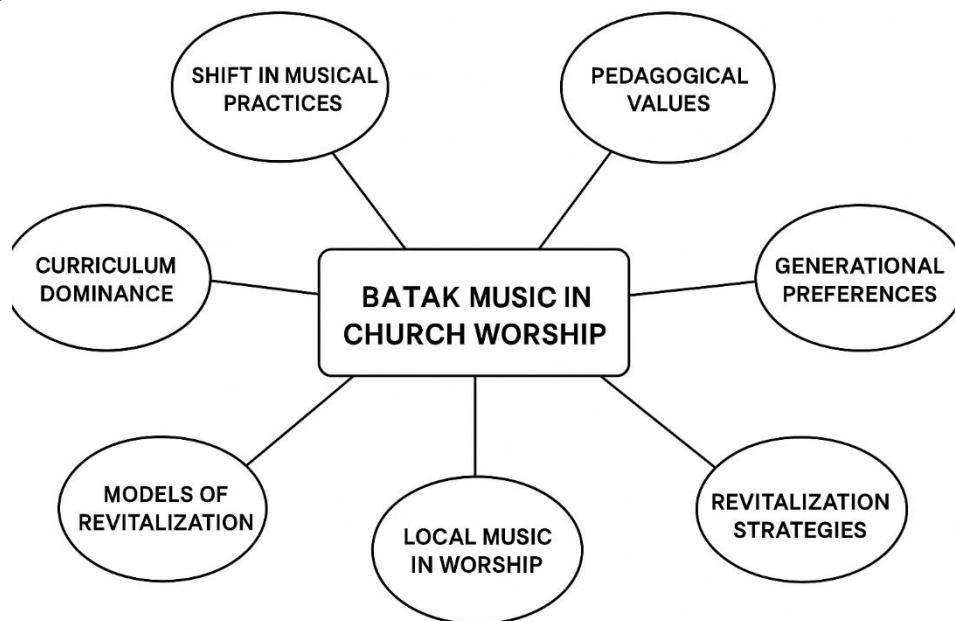 SHIFT IN MUSICAL
PRACTICES
PEDAGOGICAL
VALUES
CURRICULUM
DOMINANCE
BATAK MUSIC IN
CHURCH WORSHIP
GENERATIONAL
PREFERENCES
MODELS OF
REVITALIZATION
LOCAL MUSIC
IN WORSHIP
REVITALIZATION
STRATEGIES